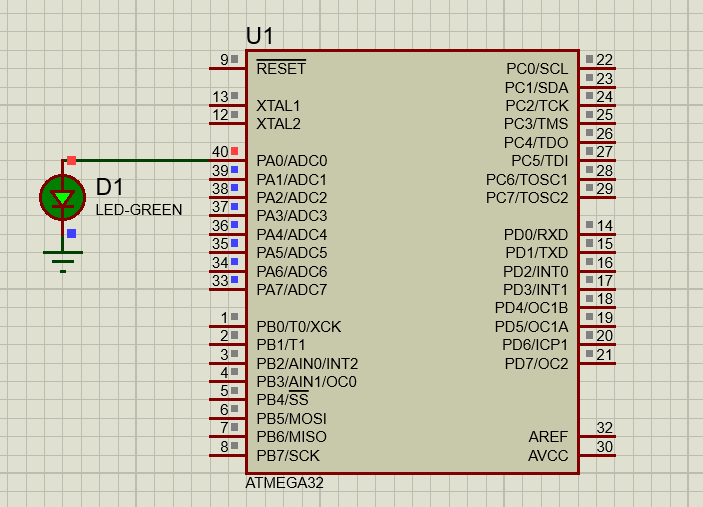 U1
9 RESET
13 XTAL1
12 XTAL2
40 PA0/ADC0
39 PA1/ADC1
38 PA2/ADC2
37 PA3/ADC3
36 PA4/ADC4
35 PA5/ADC5
34 PA6/ADC6
33 PA7/ADC7
1 PB0/T0/XCK
2 PB1/T1
3 PB2/AIN0/INT2
4 PB3/AIN1/OC0
5 PB4/SS
6 PB5/MOSI
7 PB6/MISO
8 PB7/SCK
PC0/SCL 22
PC1/SDA 23
PC2/TCK 24
PC3/TMS 25
PC4/TDO 26
PC5/TDI 27
PC6/TOSC1 28
PC7/TOSC2 29
PD0/RXD 14
PD1/TXD 15
PD2/INT0 16
PD3/INT1 17
PD4/OC1B 18
PD5/OC1A 19
PD6/ICP1 20
PD7/OC2 21
AREF 32
AVCC 30
ATMEGA32
D1
LED-GREEN